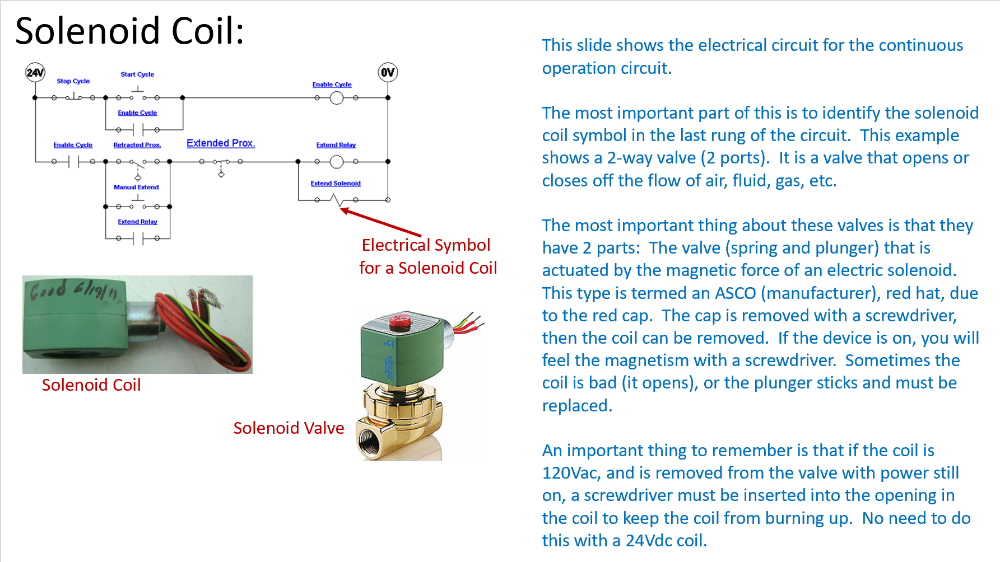 Solenoid Coil:
24V
0V
Start Cycle
Stop Cycle
Enable Cycle
Enable Cycle
Enable Cycle
Retracted Prox.
Extended Prox.
Extend Relay
Extend Solenoid
Manual Extend
Extend Relay
Electrical Symbol
for a Solenoid Coil
Good 6/19/11
Solenoid Coil
Solenoid Valve
This slide shows the electrical circuit for the continuous
operation circuit.
The most important part of this is to identify the solenoid
coil symbol in the last rung of the circuit.  This example
shows a 2-way valve (2 ports).  It is a valve that opens or
closes off the flow of air, fluid, gas, etc.
The most important thing about these valves is that they
have 2 parts:  The valve (spring and plunger) that is
actuated by the magnetic force of an electric solenoid.
This type is termed an ASCO (manufacturer), red hat, due
to the red cap.  The cap is removed with a screwdriver,
then the coil can be removed.  If the device is on, you will
feel the magnetism with a screwdriver.  Sometimes the
coil is bad (it opens), or the plunger sticks and must be
replaced.
An important thing to remember is that if the coil is
120Vac, and is removed from the valve with power still
on, a screwdriver must be inserted into the opening in
the coil to keep the coil from burning up.  No need to do
this with a 24Vdc coil.